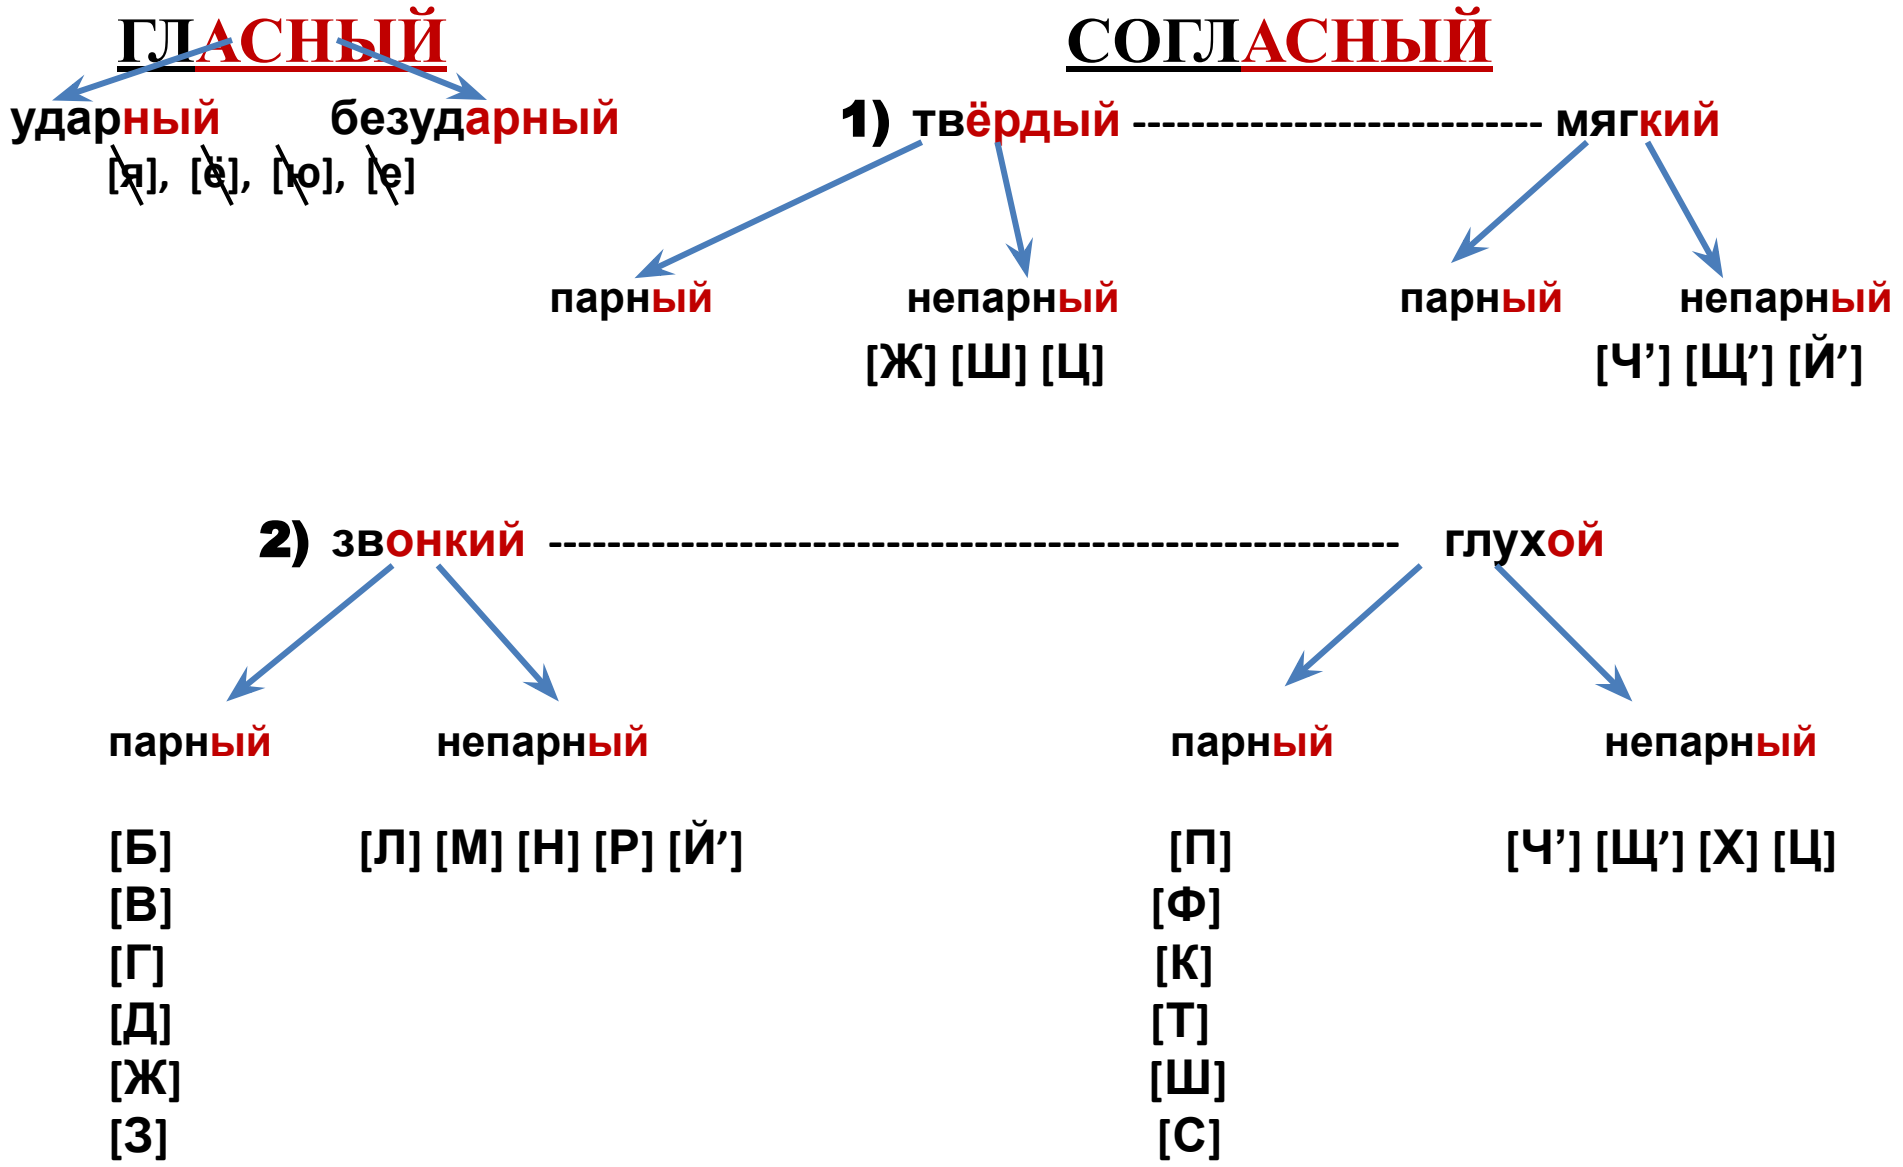 ГЛАСНЫЙ СОГЛАСНЫЙ
ударный безударный 1) твёрдый ---------------------------- мягкий
[я], [ё], [ю], [е]
парный непарный парный непарный
[Ж] [Ш] [Ц] [Ч’] [Щ’] [Й’]
2) звонкий ---------------------------------------------------------- глухой
парный непарный парный непарный
[Б] [Л] [М] [Н] [Р] [Й’] [П] [Ч’] [Щ’] [Х] [Ц]
[В] [Ф]
[Г] [К]
[Д] [Т]
[Ж] [Ш]
[З] [С]